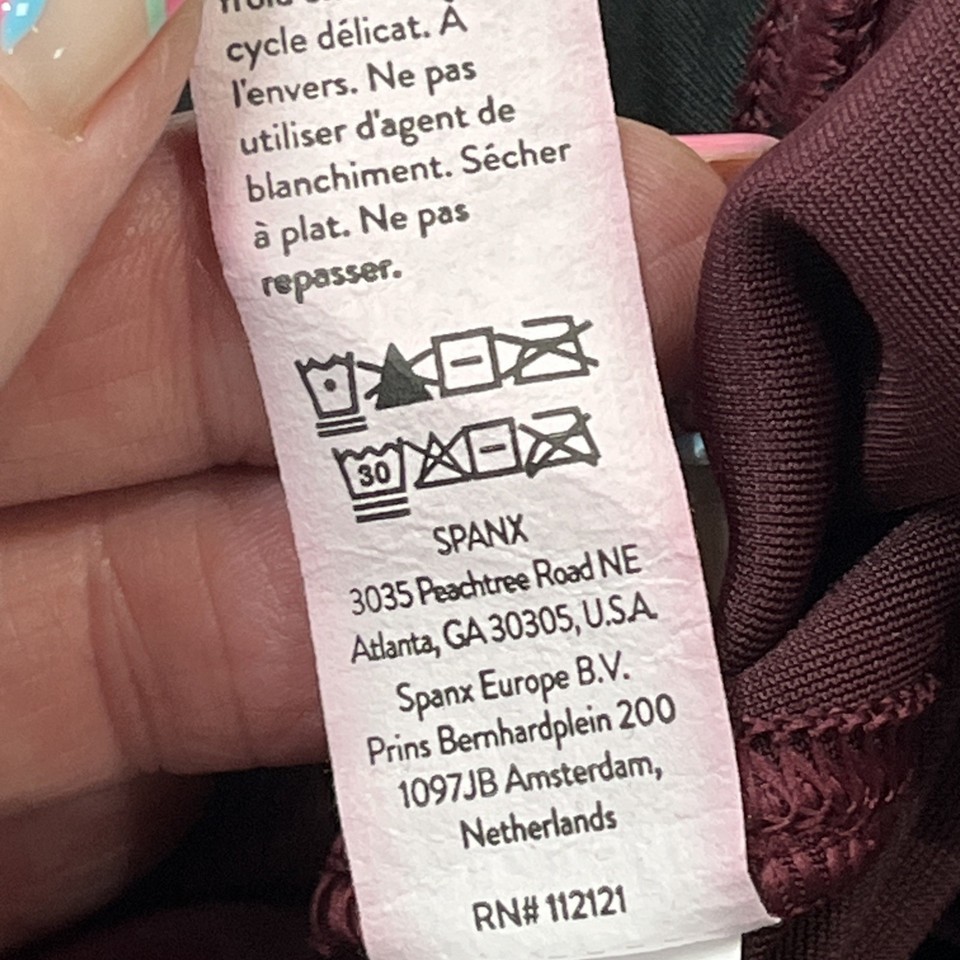 cycle délicat. À
l'envers. Ne pas
utiliser d'agent de
blanchiment. Sécher
à plat. Ne pas
repasser.
30
SPANX
3035 Peachtree Road NE
Atlanta, GA 30305, U.S.A.
Spanx Europe B.V.
Prins Bernhardplein 200
1097JB Amsterdam,
Netherlands
RN# 112121